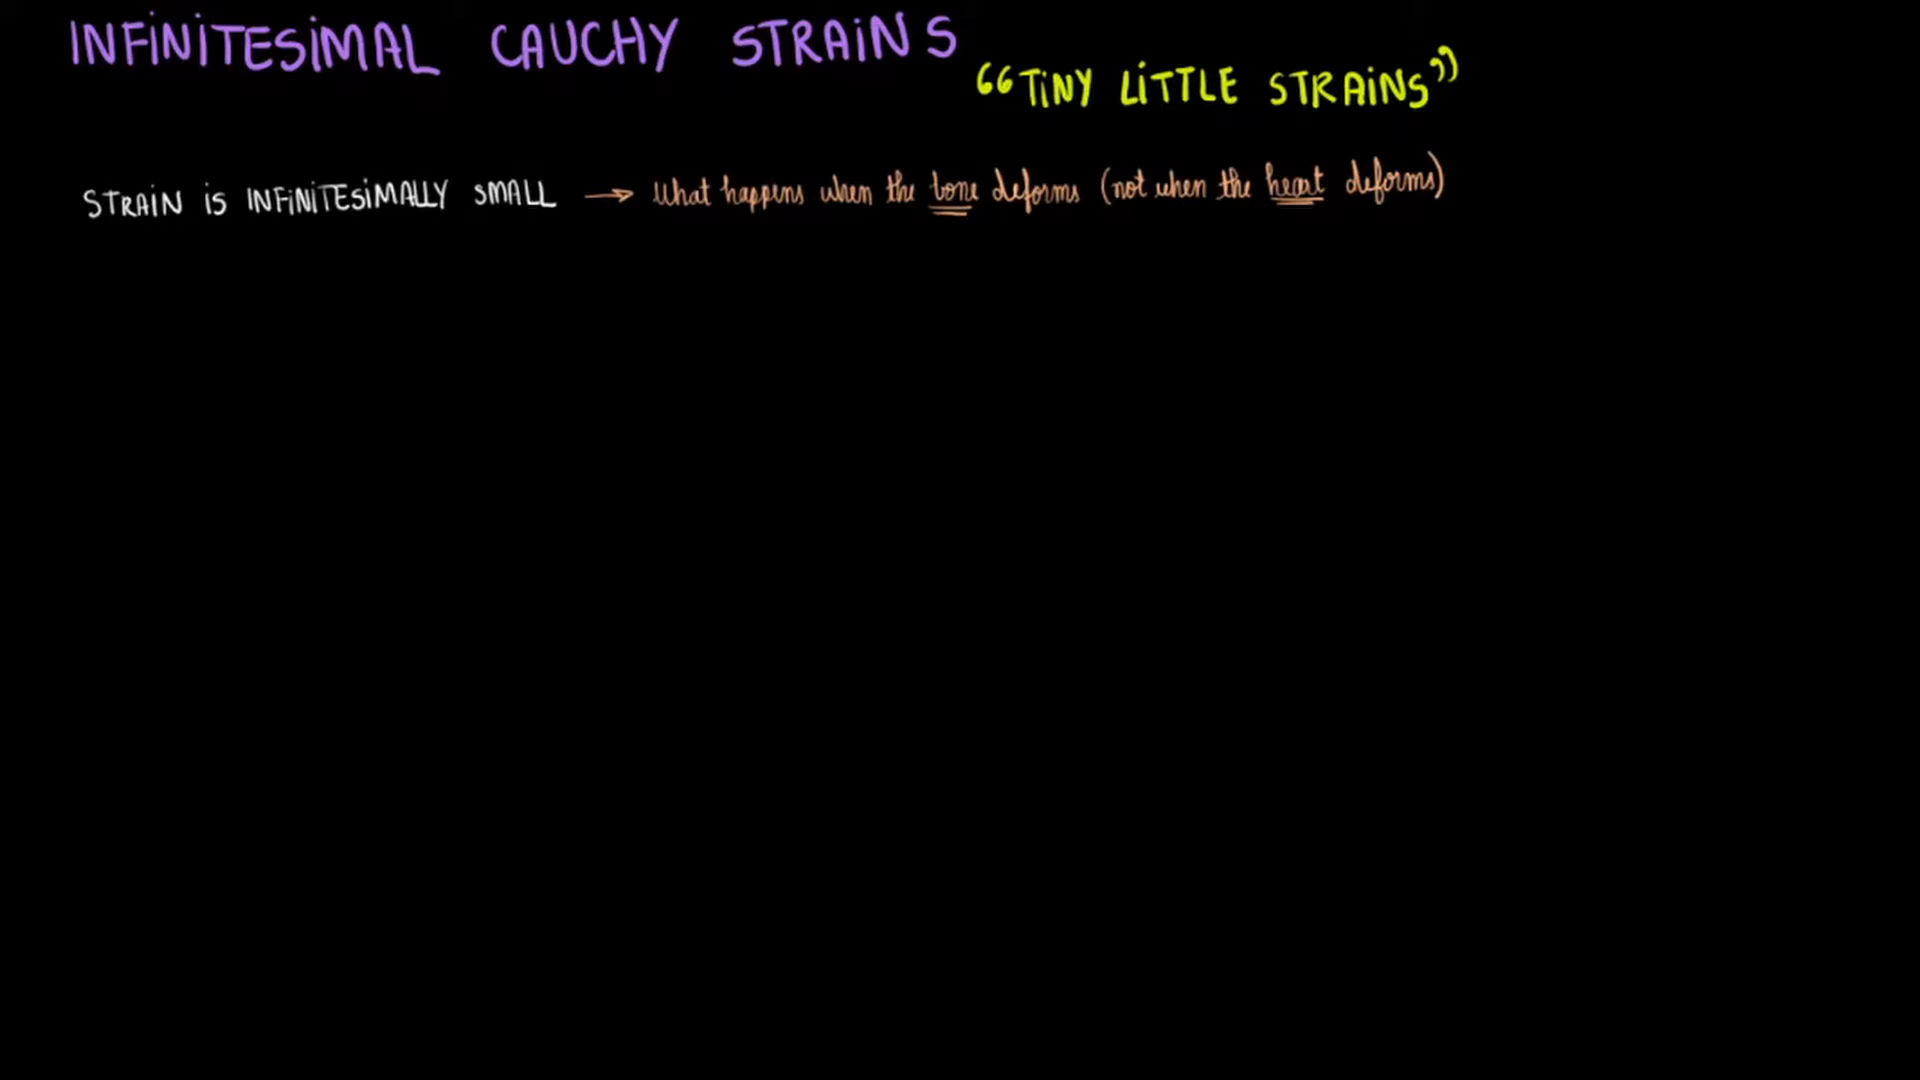 INFINITESIMAL CAUCHY STRAINS
“TINY LITTLE STRAINS”
STRAIN IS INFINITESIMALLY SMALL → What happens when the bone deforms (not when the heart deforms)